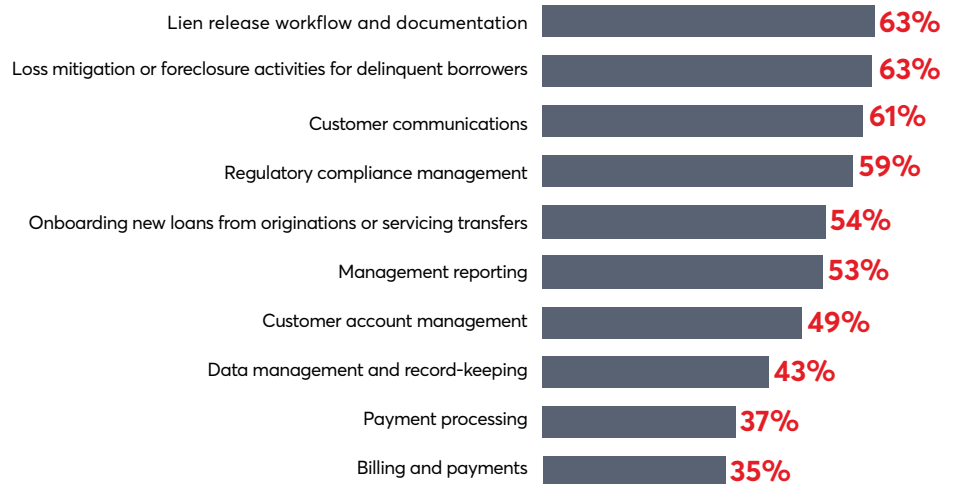 Lien release workflow and documentation 63%
Loss mitigation or foreclosure activities for delinquent borrowers 63%
Customer communications 61%
Regulatory compliance management 59%
Onboarding new loans from originations or servicing transfers 54%
Management reporting 53%
Customer account management 49%
Data management and record-keeping 43%
Payment processing 37%
Billing and payments 35%